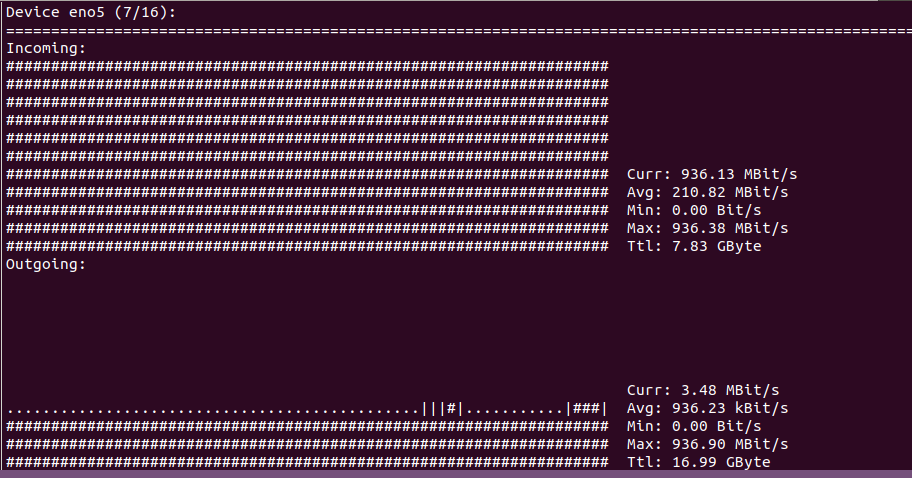 Device eno5 (7/16):
=====================================================================================================
Incoming:
###################################################################
###################################################################
###################################################################
###################################################################
###################################################################
###################################################################
###################################################################  Curr: 936.13 MBit/s
###################################################################  Avg: 210.82 MBit/s
###################################################################  Min: 0.00 Bit/s
###################################################################  Max: 936.38 MBit/s
###################################################################  Ttl: 7.83 GByte
Outgoing:
Curr: 3.48 MBit/s
..............................................|||#|...........|###|  Avg: 936.23 kBit/s
###################################################################  Min: 0.00 Bit/s
###################################################################  Max: 936.90 MBit/s
###################################################################  Ttl: 16.99 GByte